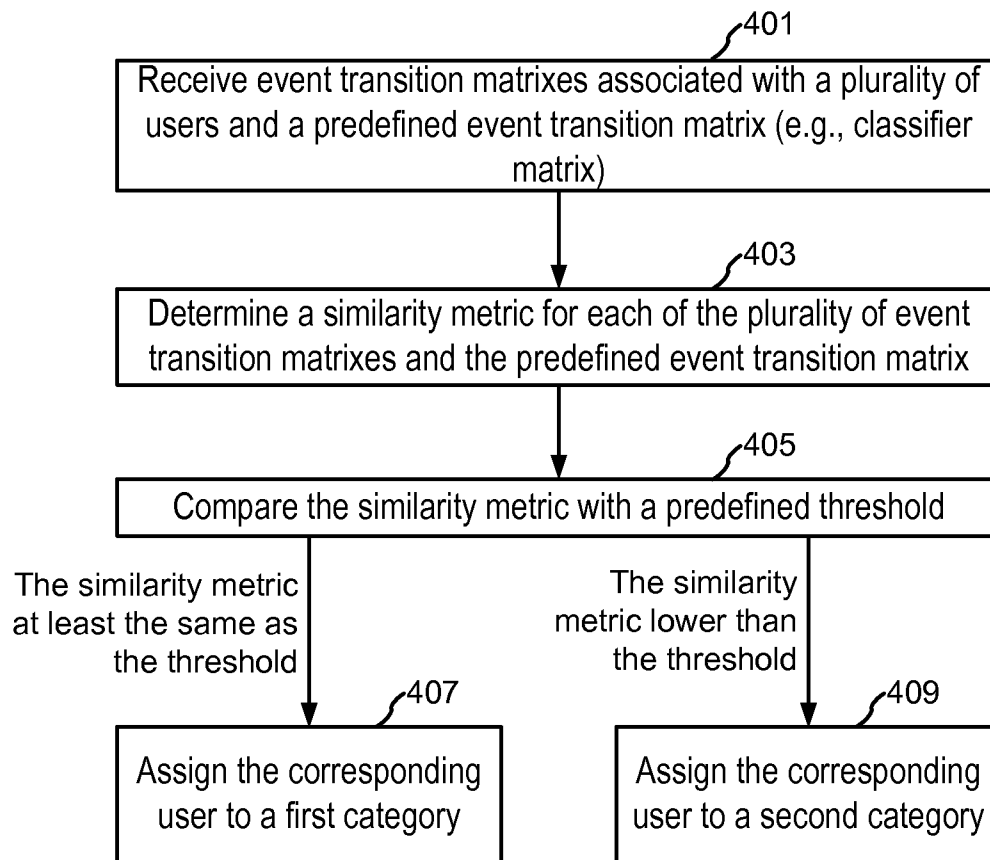 401
Receive event transition matrixes associated with a plurality of
users and a predefined event transition matrix (e.g., classifier
matrix)
403
Determine a similarity metric for each of the plurality of event
transition matrixes and the predefined event transition matrix
405
Compare the similarity metric with a predefined threshold
The similarity metric
at least the same as
the threshold
The similarity
metric lower than
the threshold
407
Assign the corresponding
user to a first category
409
Assign the corresponding
user to a second category